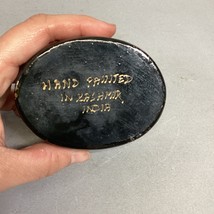 HAND PAINTED
IN KASHMIR,
INDIA